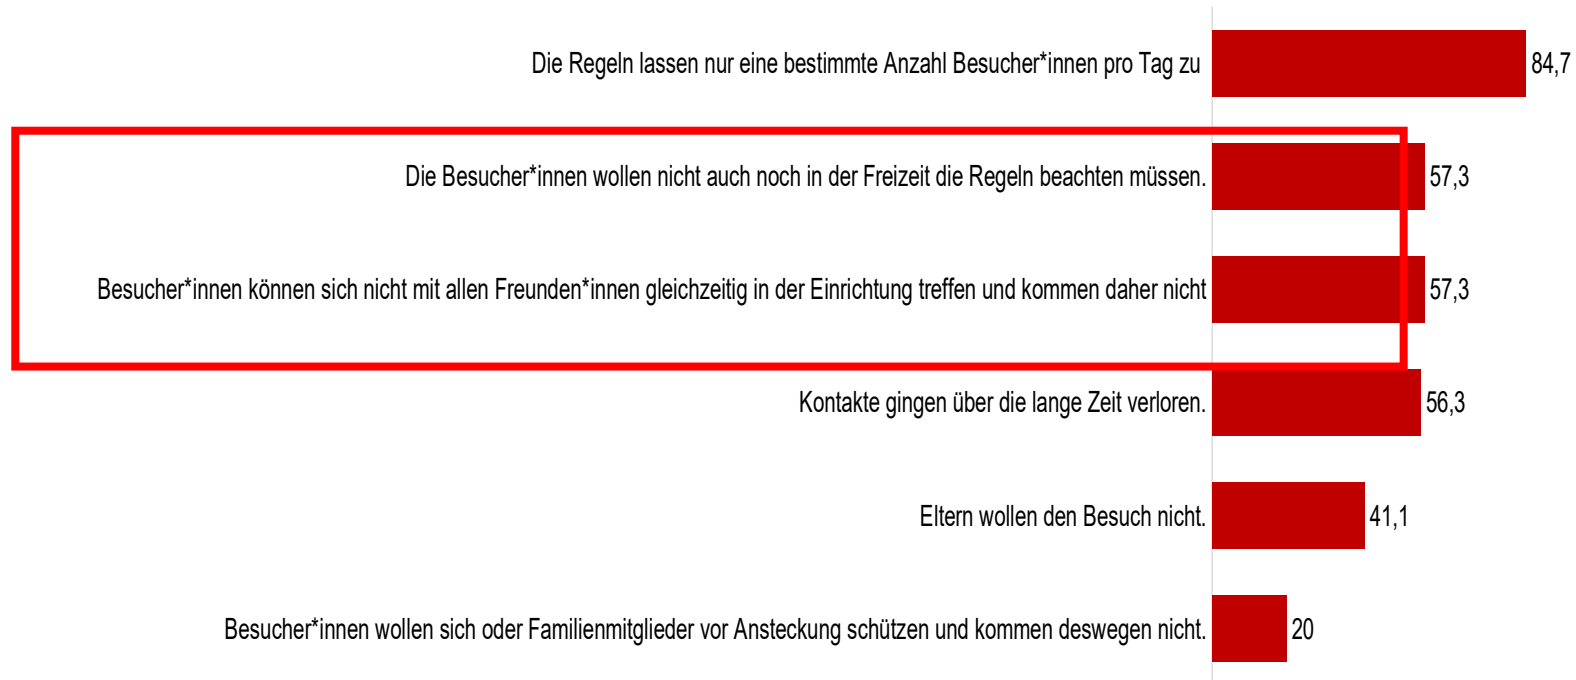 Die Regeln lassen nur eine bestimmte Anzahl Besucher*innen pro Tag zu 84,7
Die Besucher*innen wollen nicht auch noch in der Freizeit die Regeln beachten müssen. 57,3
Besucher*innen können sich nicht mit allen Freunden*innen gleichzeitig in der Einrichtung treffen und kommen daher nicht 57,3
Kontakte gingen über die lange Zeit verloren. 56,3
Eltern wollen den Besuch nicht. 41,1
Besucher*innen wollen sich oder Familienmitglieder vor Ansteckung schützen und kommen deswegen nicht. 20